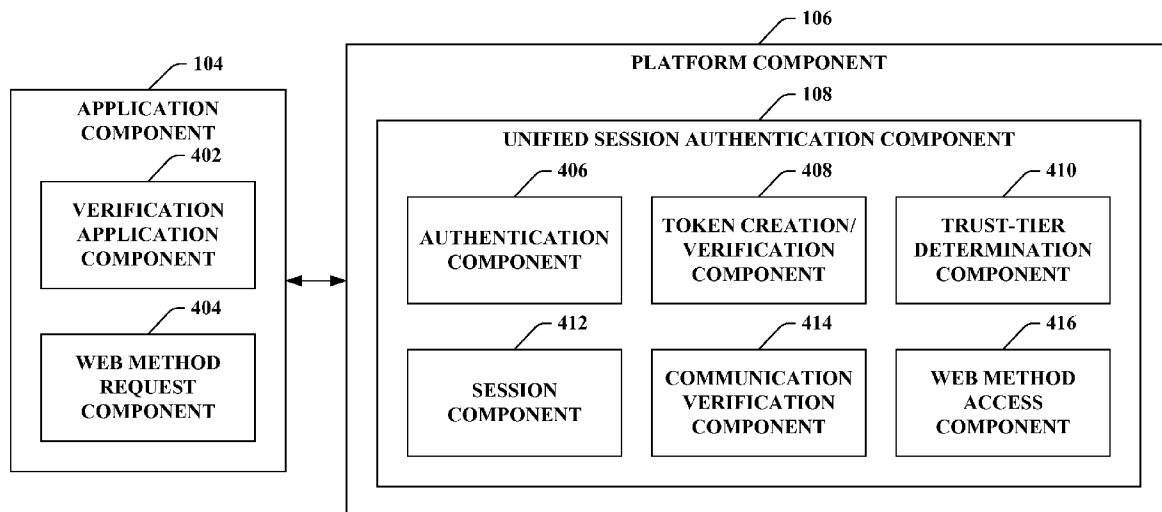 106
PLATFORM COMPONENT
104
APPLICATION
COMPONENT
108
UNIFIED SESSION AUTHENTICATION COMPONENT
402
VERIFICATION
APPLICATION
COMPONENT
404
WEB METHOD
REQUEST
COMPONENT
406
AUTHENTICATION
COMPONENT
408
TOKEN CREATION/
VERIFICATION
COMPONENT
410
TRUST-TIER
DETERMINATION
COMPONENT
412
SESSION
COMPONENT
414
COMMUNICATION
VERIFICATION
COMPONENT
416
WEB METHOD
ACCESS
COMPONENT